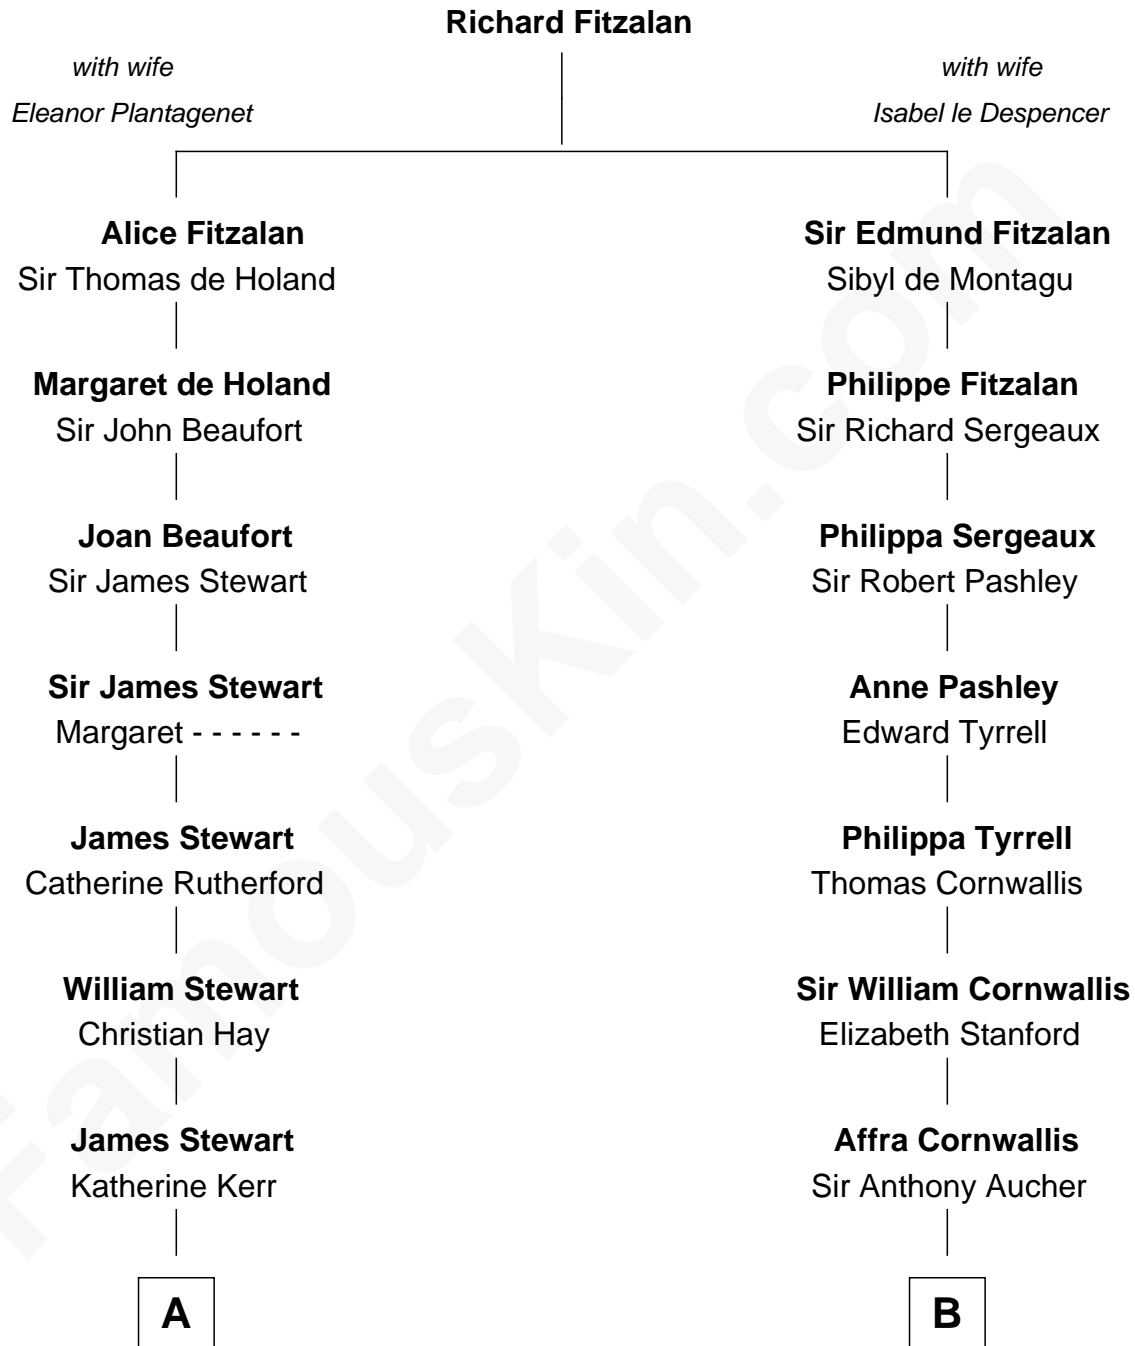 Richard Fitzalan
with wife
Eleanor Plantagenet
with wife
Isabel le Despencer
Alice Fitzalan
Sir Thomas de Holand
Sir Edmund Fitzalan
Sibyl de Montagu
Margaret de Holand
Sir John Beaufort
Philippe Fitzalan
Sir Richard Sergeaux
Joan Beaufort
Sir James Stewart
Philippa Sergeaux
Sir Robert Pashley
Sir James Stewart
Margaret - - - - - -
Anne Pashley
Edward Tyrrell
James Stewart
Catherine Rutherford
Philippa Tyrrell
Thomas Cornwallis
William Stewart
Christian Hay
Sir William Cornwallis
Elizabeth Stanford
James Stewart
Katherine Kerr
Affra Cornwallis
Sir Anthony Aucher
A
B
FamousKin.com